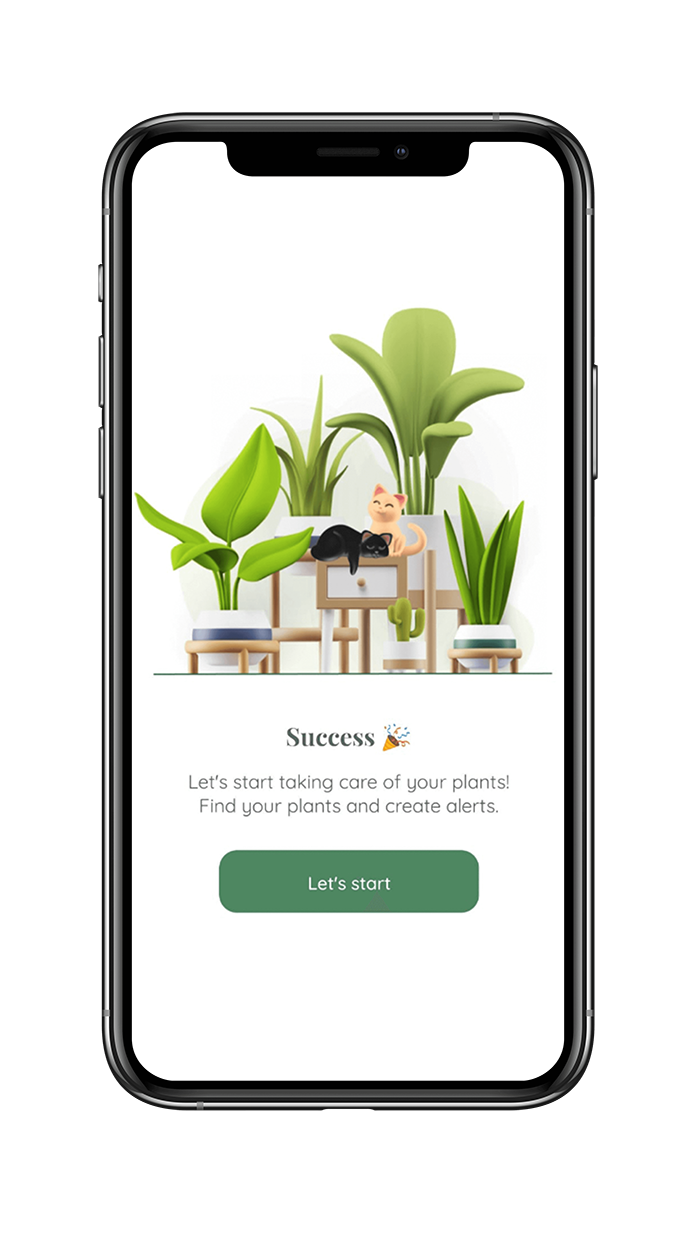 Success 🎉
Let's start taking care of your plants!
Find your plants and create alerts.
Let's start